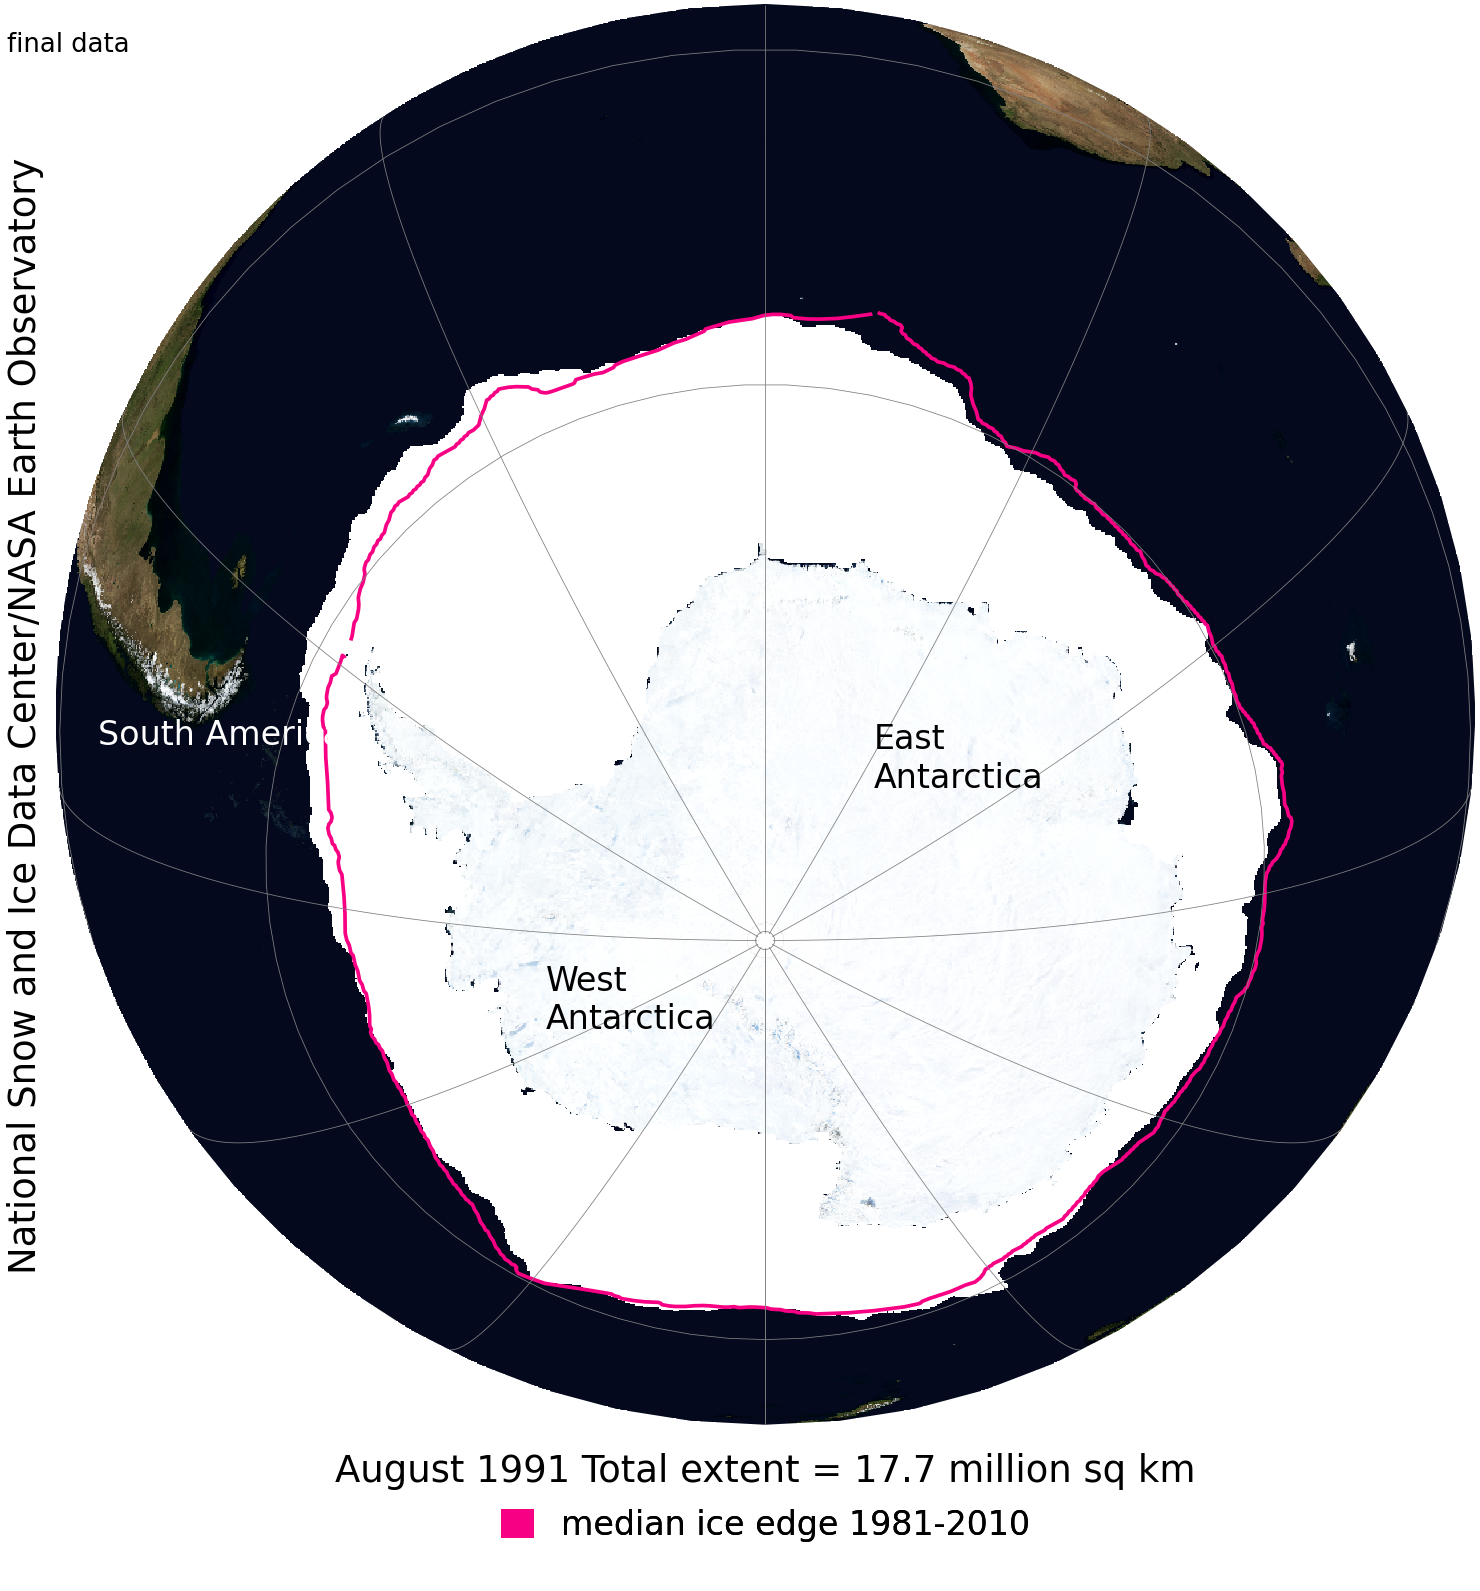 final data
National Snow and Ice Data Center/NASA Earth Observatory
South Ameri
East
Antarctica
West
Antarctica
August 1991 Total extent = 17.7 million sq km
median ice edge 1981-2010